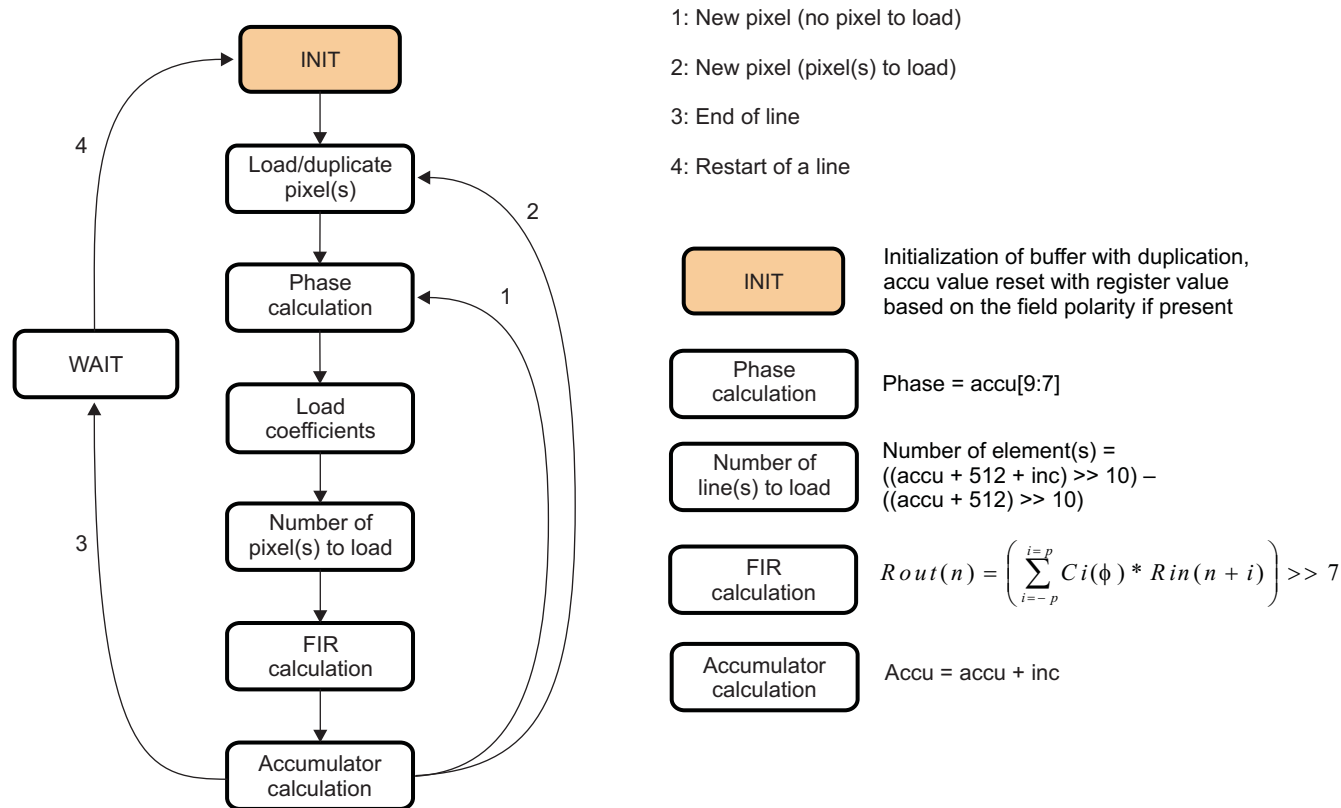 INIT
4
Load/duplicate
pixel(s)
2
Phase
calculation
1
WAIT
Load
coefficients
Number of
pixel(s) to load
3
FIR
calculation
Accumulator
calculation
1: New pixel (no pixel to load)
2: New pixel (pixel(s) to load)
3: End of line
4: Restart of a line
INIT
Initialization of buffer with duplication,
accu value reset with register value
based on the field polarity if present
Phase
calculation
Phase = accu[9:7]
Number of
line(s) to load
Number of element(s) =
((accu + 512 + inc) >> 10) –
((accu + 512) >> 10)
FIR
calculation
Rout(n) = ( ∑ i=– p i= p Ci(ϕ) * Rin(n + i) ) >> 7
Accumulator
calculation
Accu = accu + inc